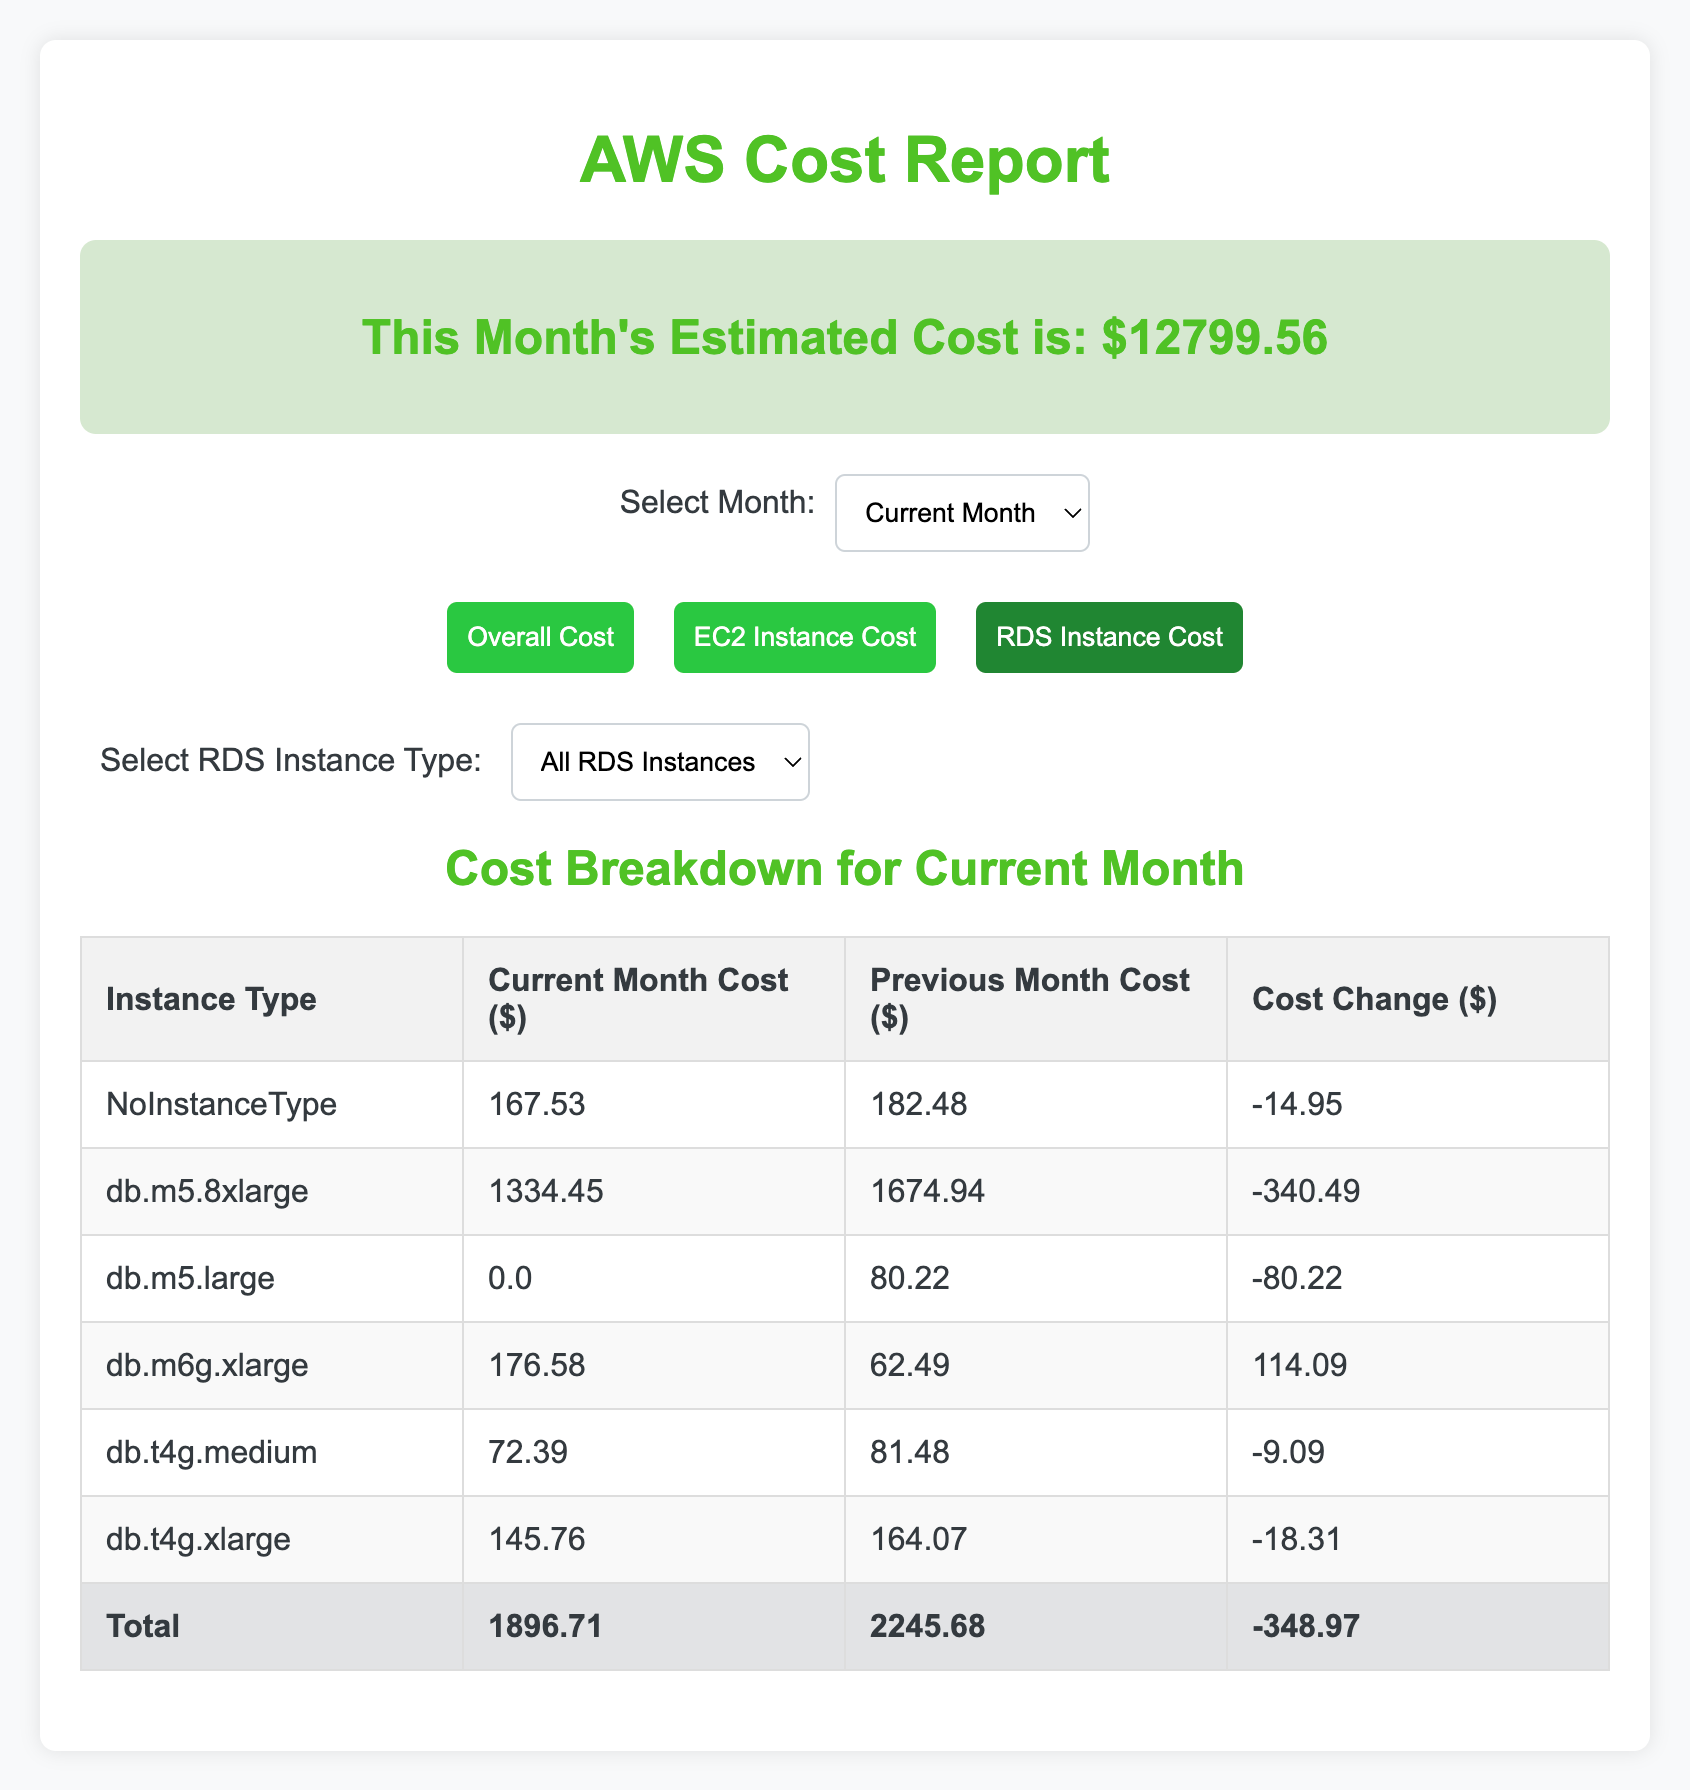 AWS Cost Report
This Month's Estimated Cost is: $12799.56
Select Month: Current Month
Overall Cost EC2 Instance Cost RDS Instance Cost
Select RDS Instance Type: All RDS Instances
Cost Breakdown for Current Month
Instance Type Current Month Cost ($) Previous Month Cost ($) Cost Change ($)
NoInstanceType 167.53 182.48 -14.95
db.m5.8xlarge 1334.45 1674.94 -340.49
db.m5.large 0.0 80.22 -80.22
db.m6g.xlarge 176.58 62.49 114.09
db.t4g.medium 72.39 81.48 -9.09
db.t4g.xlarge 145.76 164.07 -18.31
Total 1896.71 2245.68 -348.97